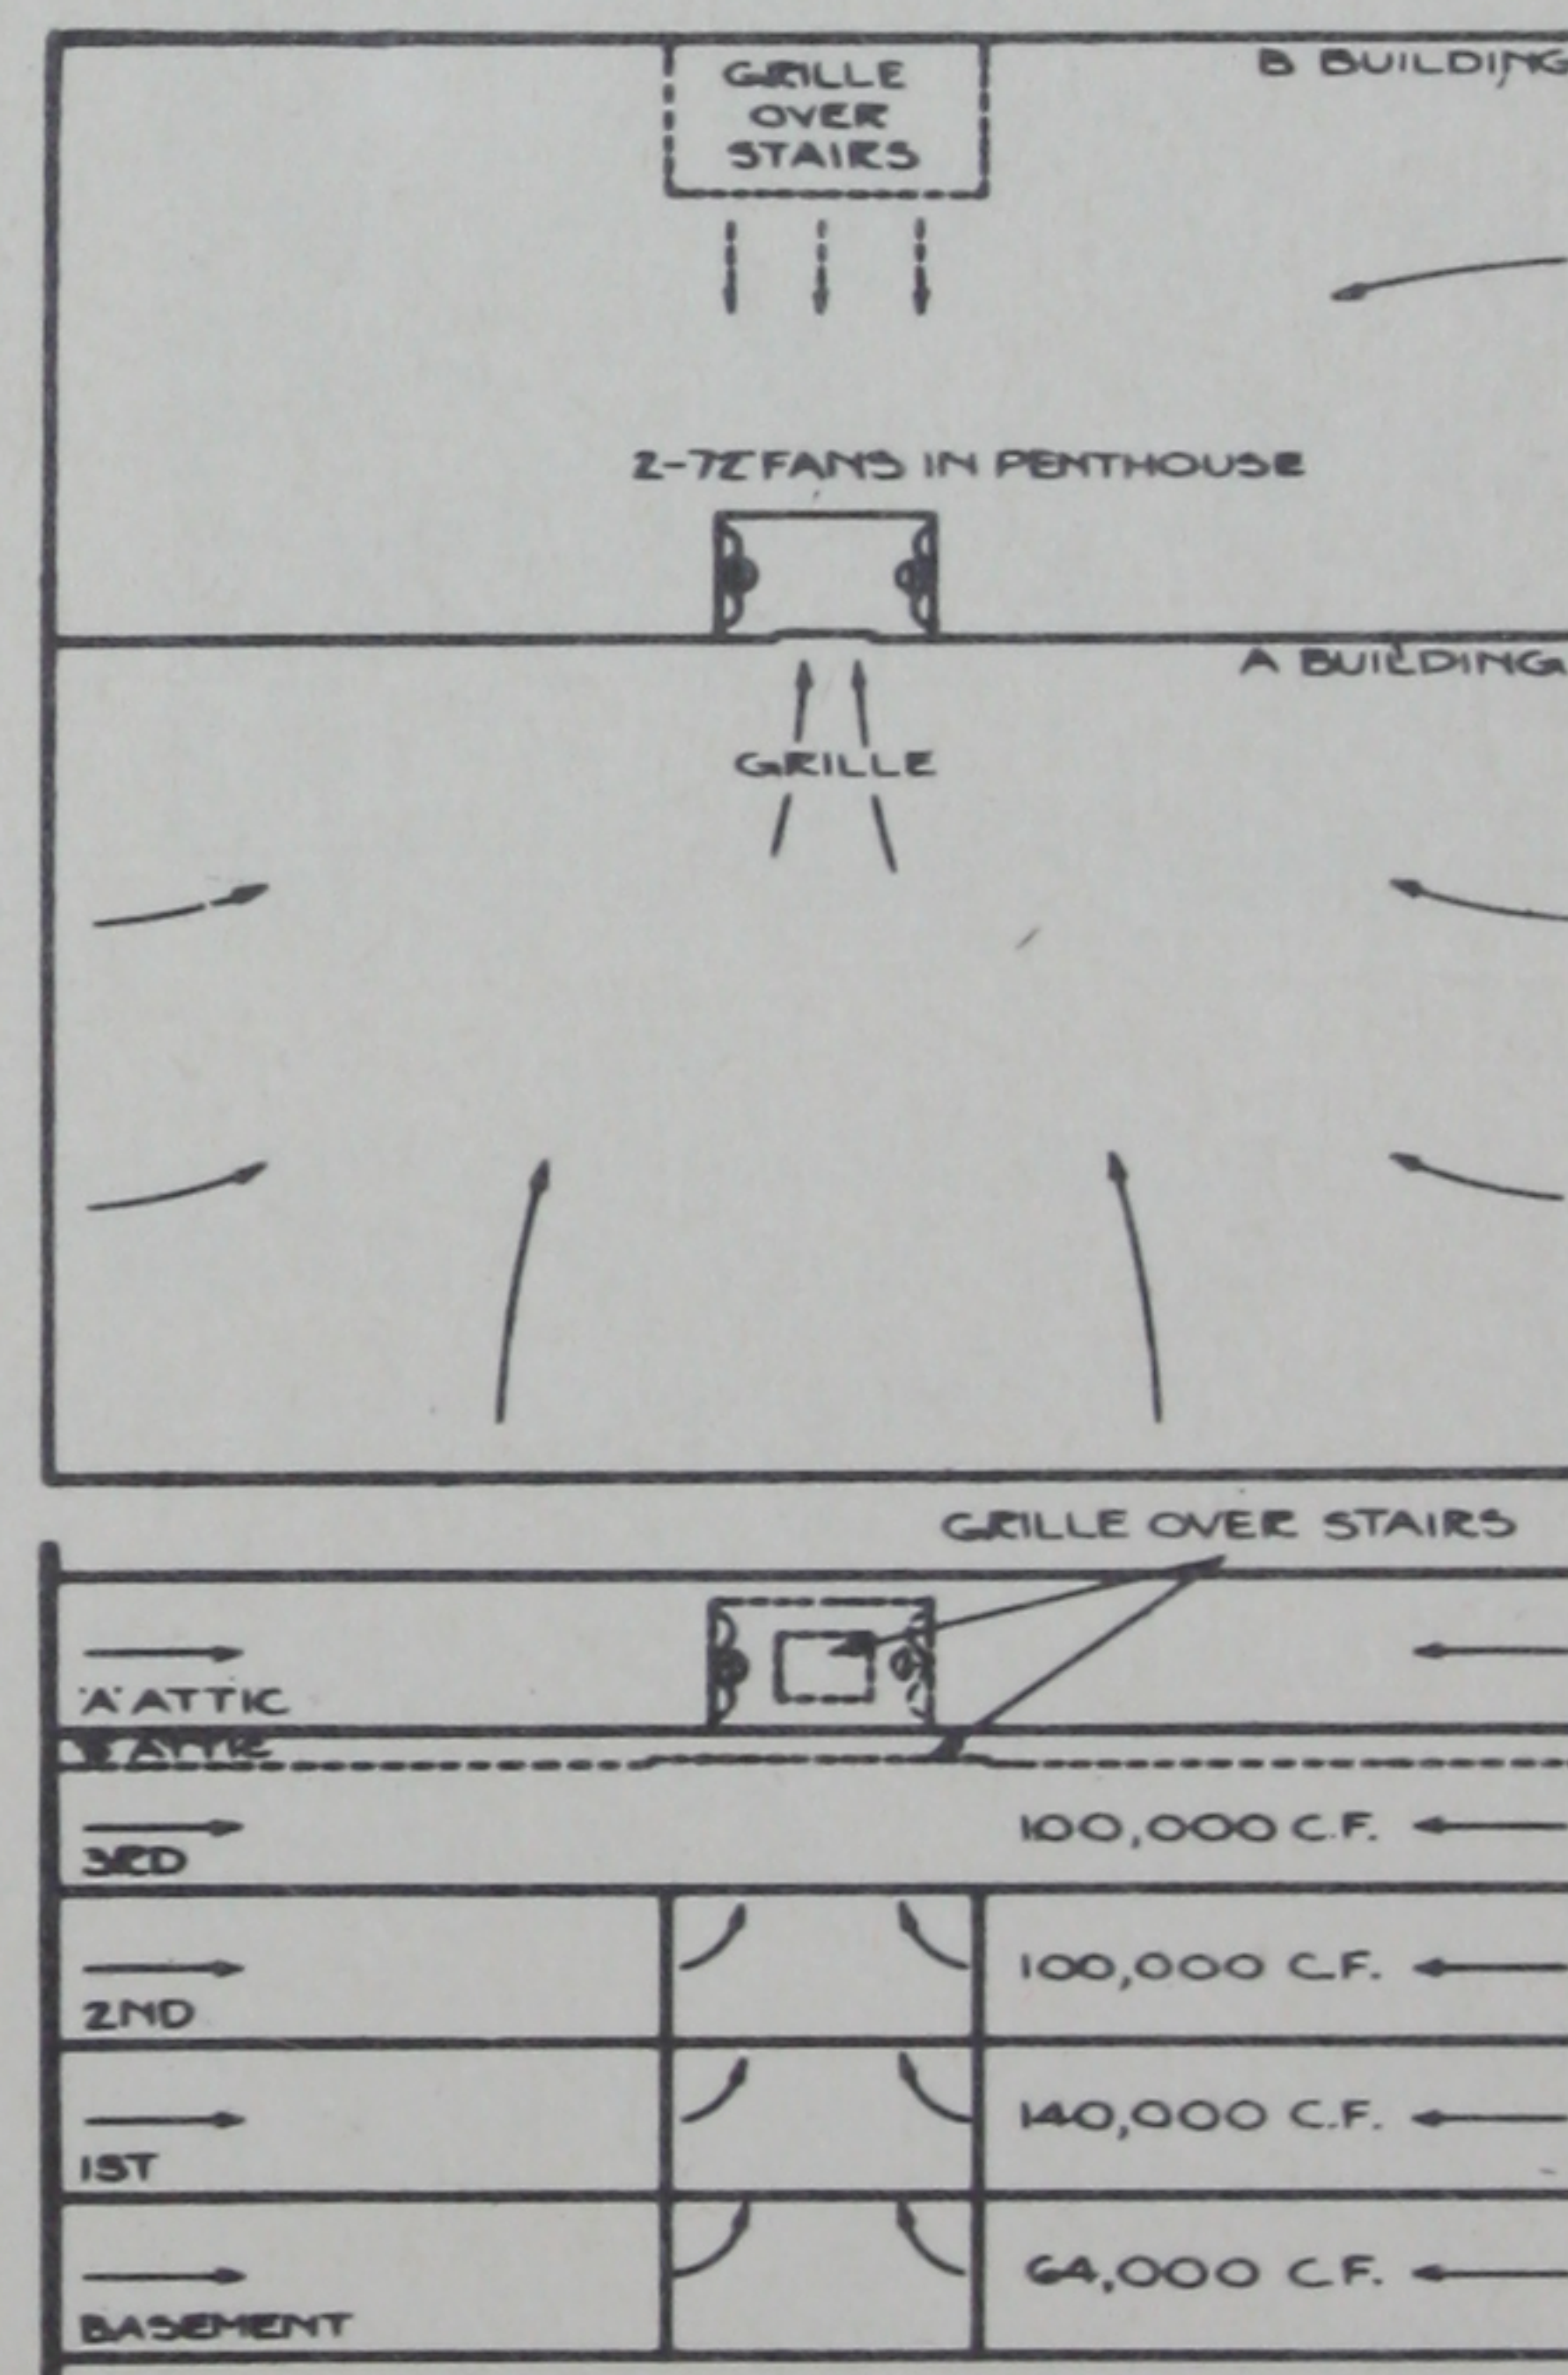 GRILLE
OVER
STAIRS
B BUILDING
2-72" FANS IN PENTHOUSE
A BUILDING
GRILLE
GRILLE OVER STAIRS
"A" ATTIC
B ATTIC
3RD
100,000 C.F.
2ND
100,000 C.F.
1ST
140,000 C.F.
BASEMENT
64,000 C.F.